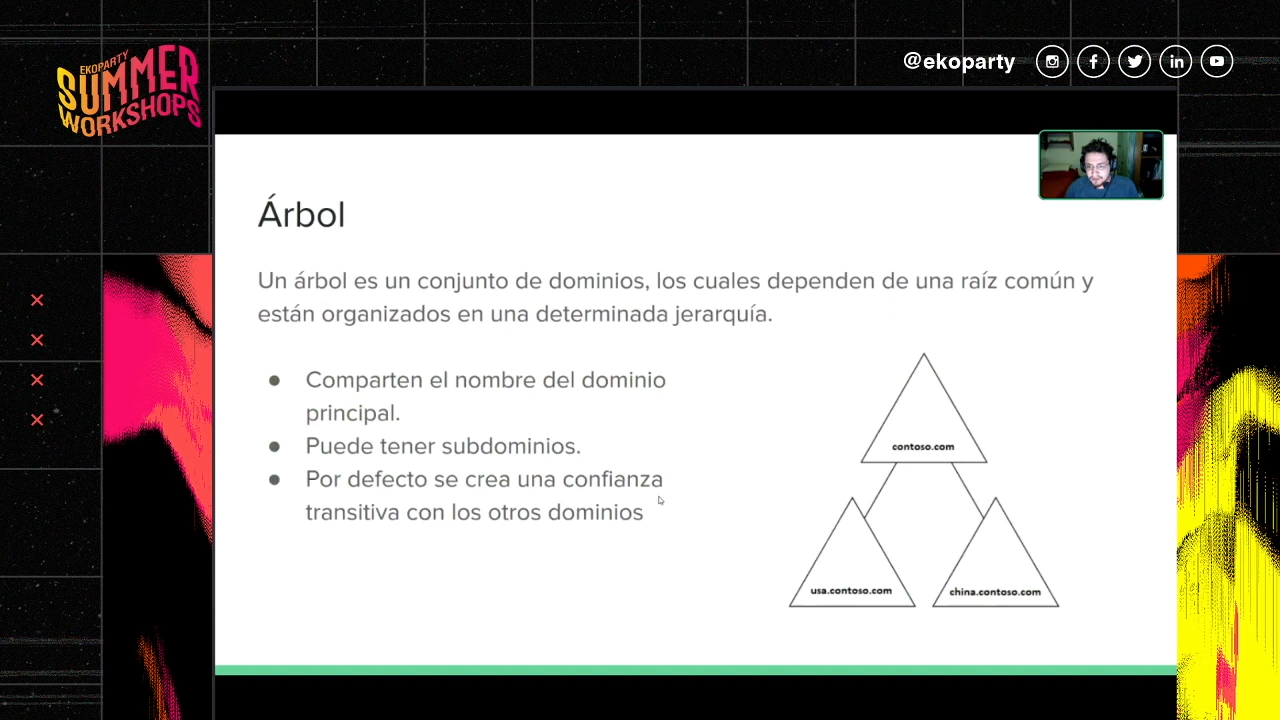 EKOPARTY
SUMMER
WORKSHOPS
@ekoparty
Árbol
Un árbol es un conjunto de dominios, los cuales dependen de una raíz común y
están organizados en una determinada jerarquía.
● Comparten el nombre del dominio
principal.
● Puede tener subdominios.
● Por defecto se crea una confianza
transitiva con los otros dominios
contoso.com
usa.contoso.com
china.contoso.com